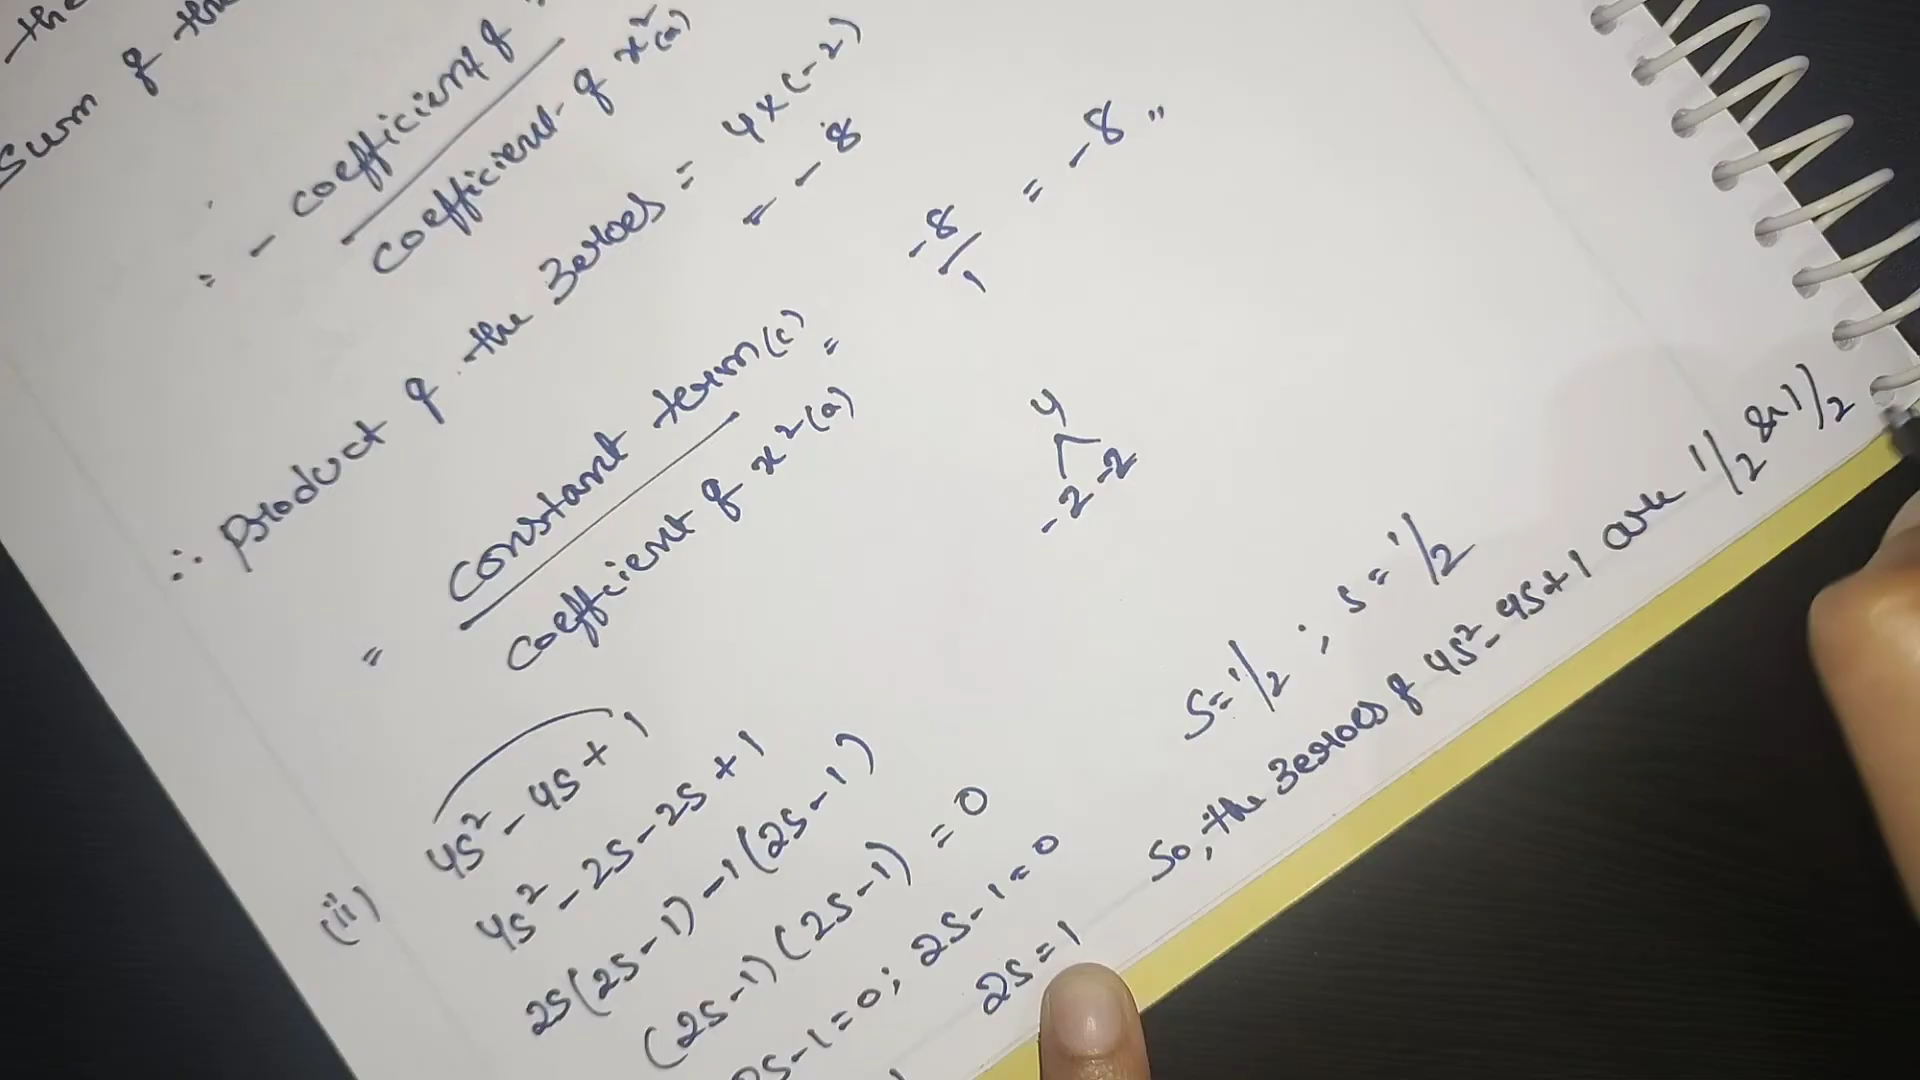 the
Sum of the
= - coefficient of
coefficient of x²(a)
∴ Product of the zeroes = 4×(-2)
= -8
= constant term(c) =
coefficient of x²(a)
-8/1 = -8 "
4
-2 -2
(ii) 4s² - 4s + 1
4s² - 2s - 2s + 1
2s(2s-1) -1(2s-1)
(2s-1)(2s-1) = 0
2s-1=0; 2s-1=0
2s=1
s=1/2 ; s=1/2
So, the zeroes of 4s²-4s+1 are 1/2 & 1/2